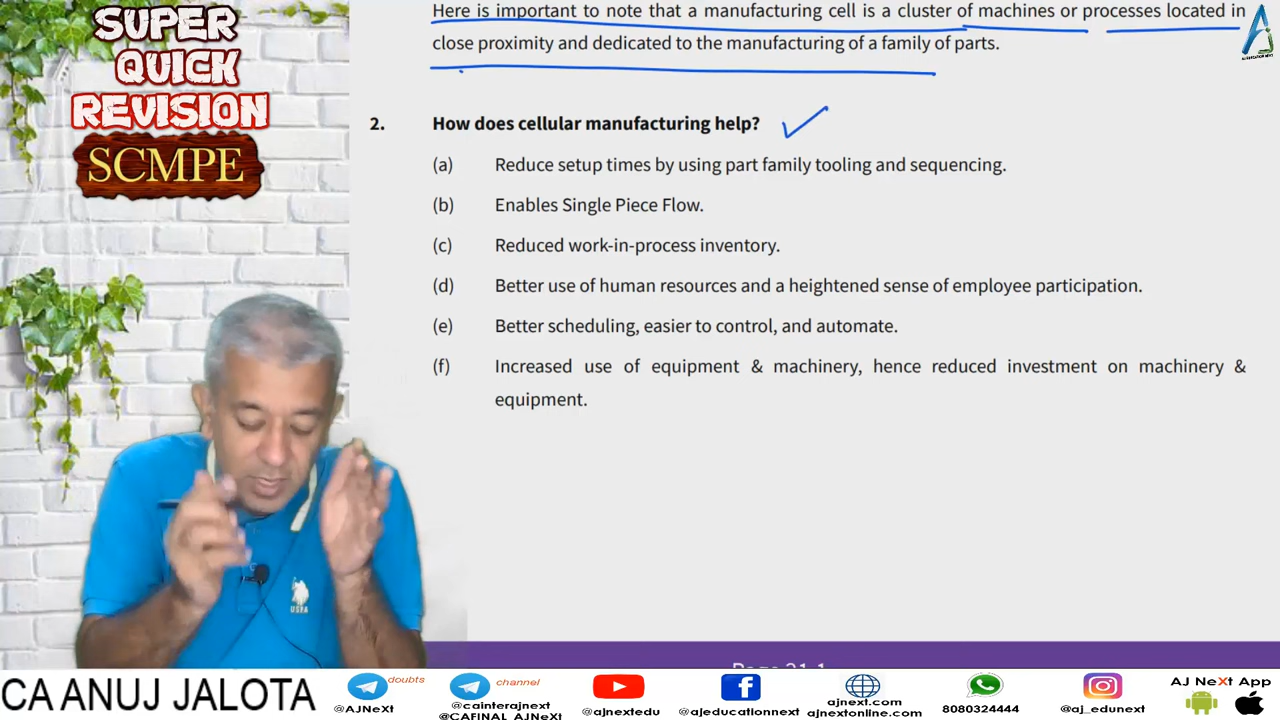 SUPER
QUICK
REVISION
SCMPE
Here is important to note that a manufacturing cell is a cluster of machines or processes located in
close proximity and dedicated to the manufacturing of a family of parts.
2. How does cellular manufacturing help?
(a) Reduce setup times by using part family tooling and sequencing.
(b) Enables Single Piece Flow.
(c) Reduced work-in-process inventory.
(d) Better use of human resources and a heightened sense of employee participation.
(e) Better scheduling, easier to control, and automate.
(f) Increased use of equipment & machinery, hence reduced investment on machinery &
equipment.
USPA
CA ANUJ JALOTA
doubts
@AJNeXt
channel
@cainterajnext
@CAFINAL_AJNeXt
@ajnextedu
@ajeducationnext
ajnext.com
ajnextonline.com
8080324444
@aj_edunext
AJ NeXt App